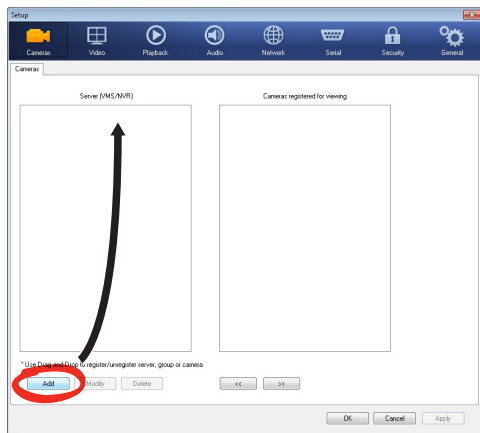 Setup
Cameras Video Playback Audio Network Serial Security General
Cameras
Server (VMS/NVR) Cameras registered for viewing
* Use Drag and Drop to register/unregister server, group or camera
Add Modify Delete << >>
OK Cancel Apply